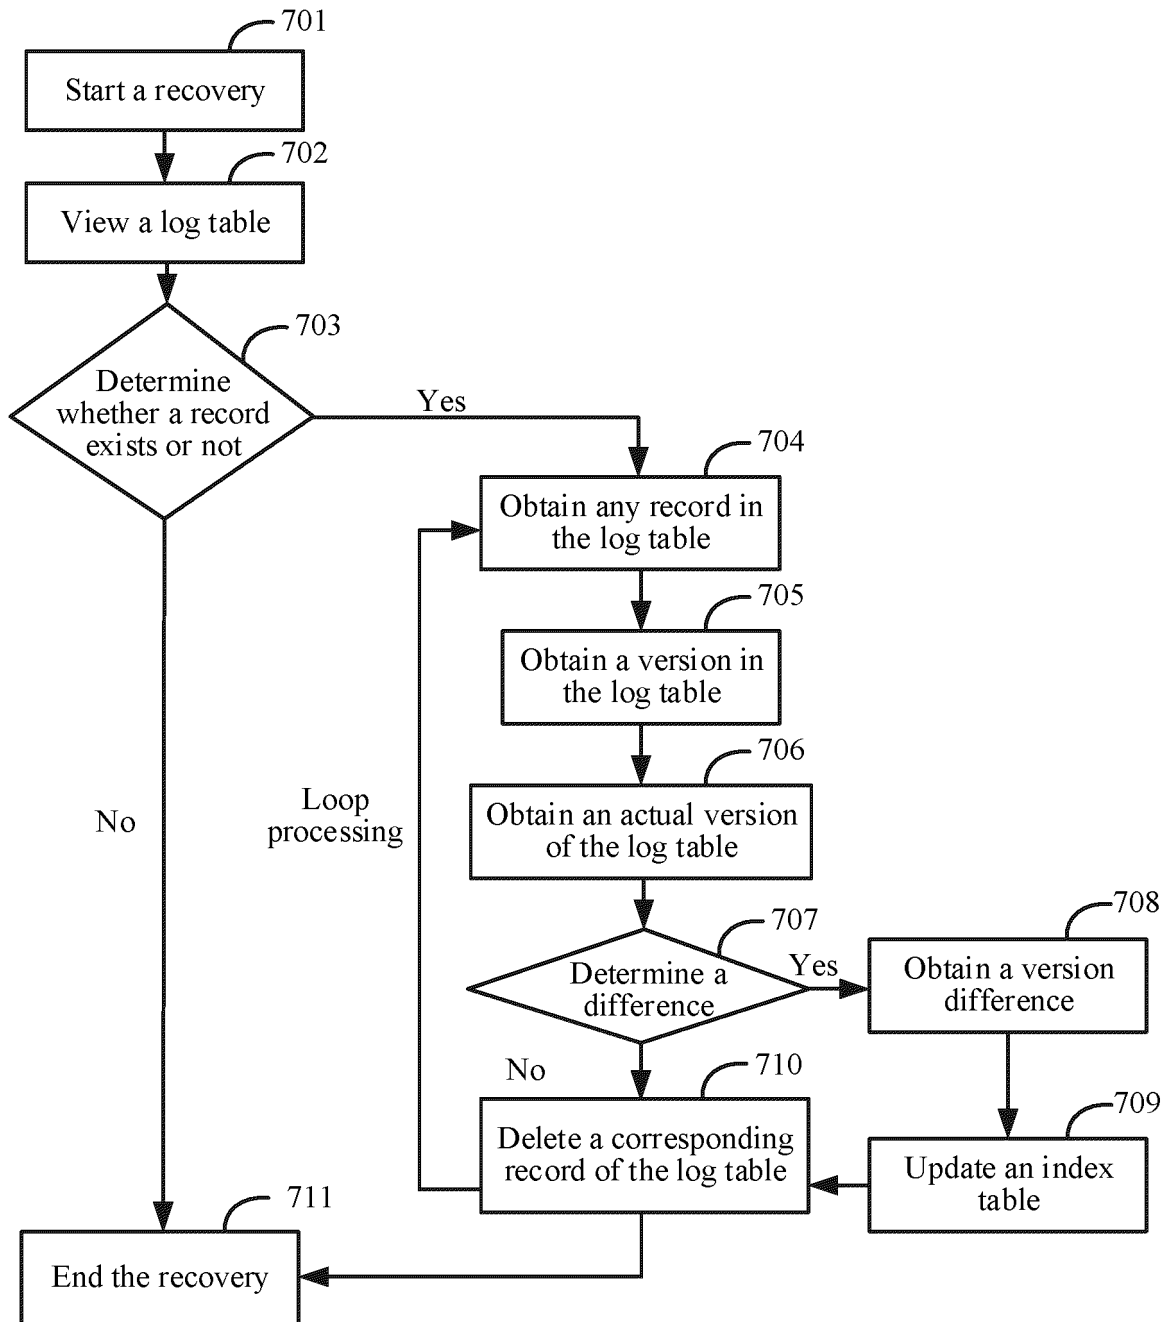 701
Start a recovery
702
View a log table
703
Determine
whether a record
exists or not
Yes
704
Obtain any record in
the log table
705
Obtain a version in
the log table
706
Obtain an actual version
of the log table
No
Loop
processing
707
Determine a
difference
Yes
708
Obtain a version
difference
No
710
Delete a corresponding
record of the log table
709
Update an index
table
711
End the recovery